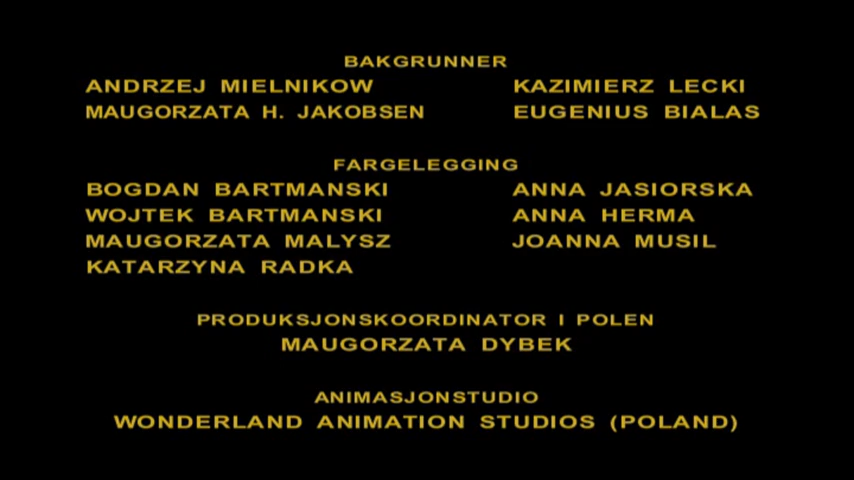 BAKGRUNNER
ANDRZEJ MIELNIKOW KAZIMIERZ LECKI
MAUGORZATA H. JAKOBSEN EUGENIUS BIALAS
FARGELEGGING
BOGDAN BARTMANSKI ANNA JASIORSKA
WOJTEK BARTMANSKI ANNA HERMA
MAUGORZATA MALYSZ JOANNA MUSIL
KATARZYNA RADKA
PRODUKSJONSKOORDINATOR I POLEN
MAUGORZATA DYBEK
ANIMASJONSTUDIO
WONDERLAND ANIMATION STUDIOS (POLAND)